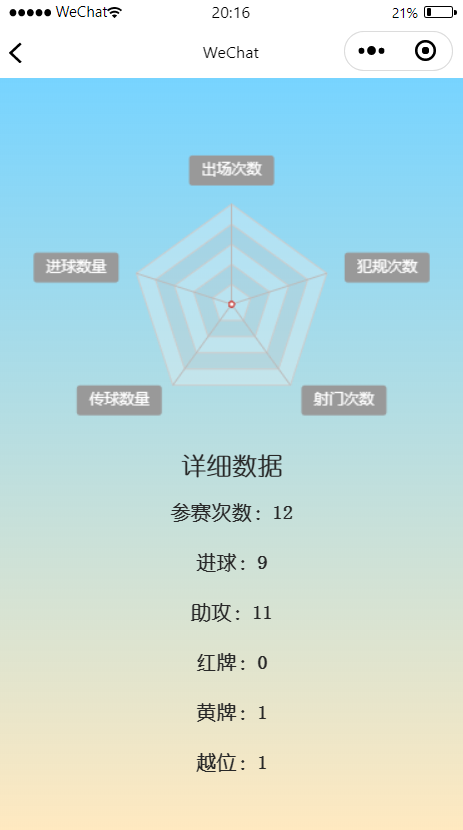 ●●●●● WeChat 20:16 21%
WeChat
出场次数
进球数量 犯规次数
传球数量 射门次数
详细数据
参赛次数: 12
进球: 9
助攻: 11
红牌: 0
黄牌: 1
越位: 1